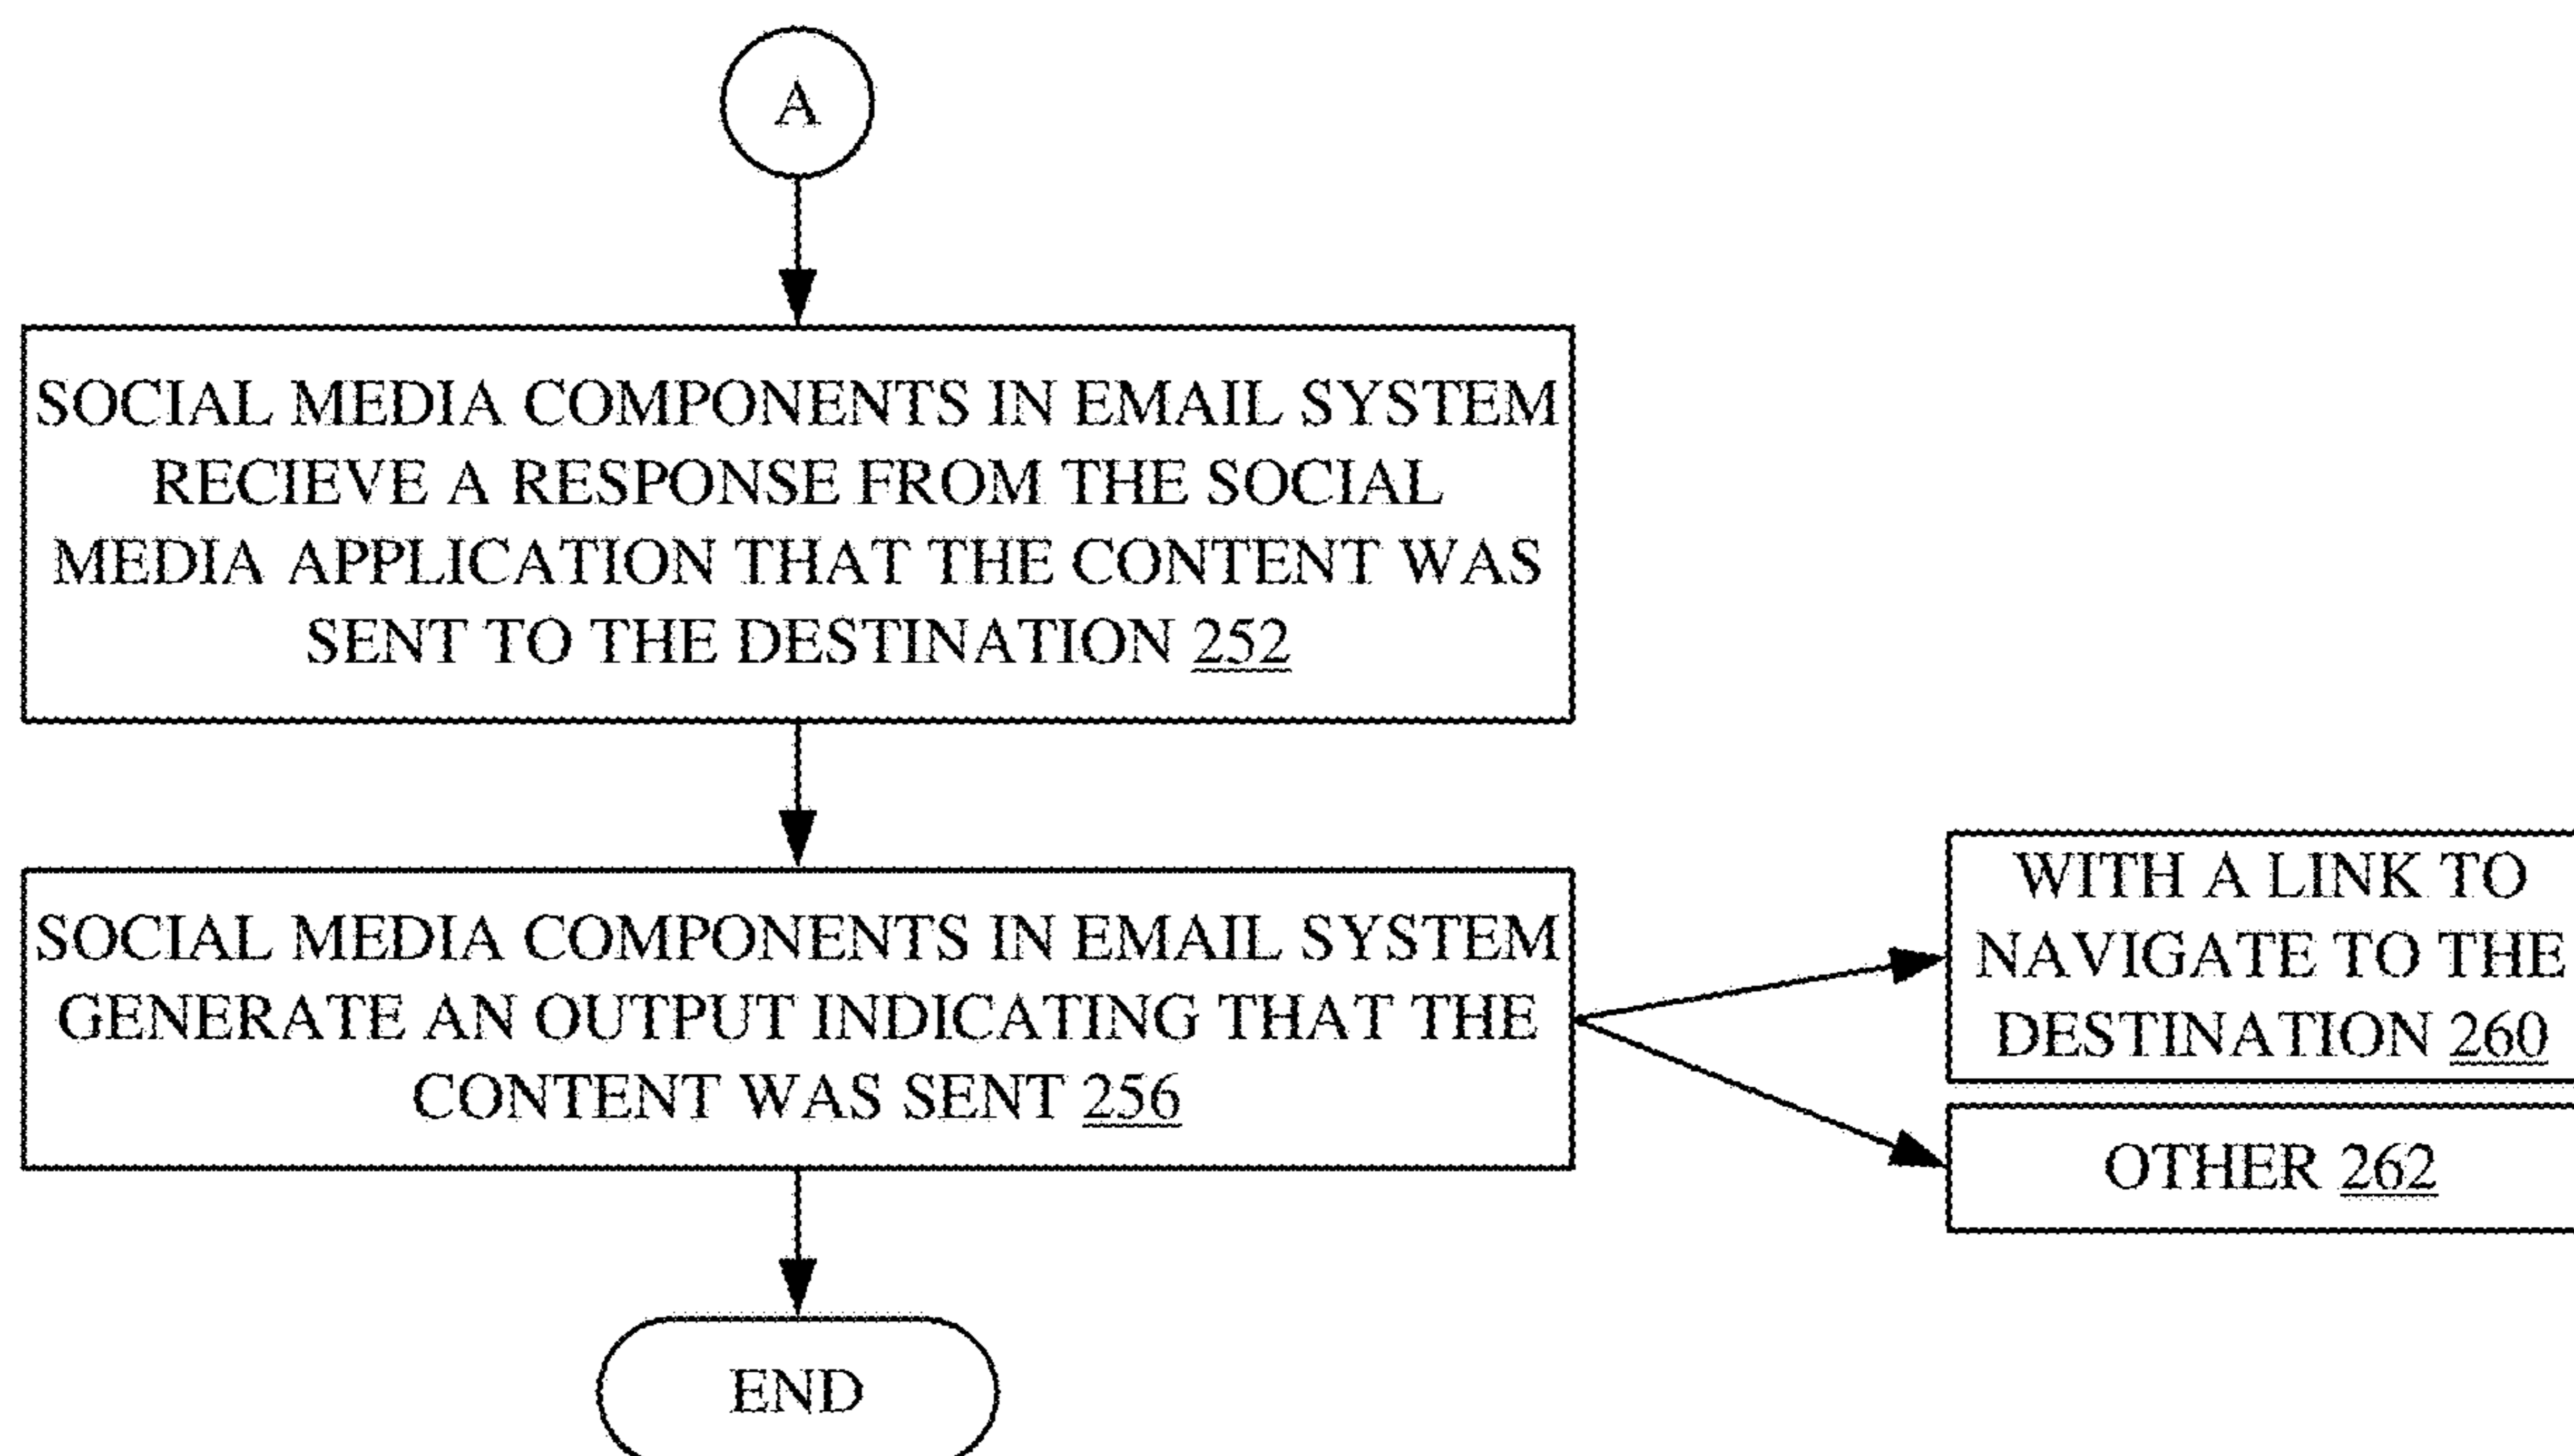 A
SOCIAL MEDIA COMPONENTS IN EMAIL SYSTEM
RECIEVE A RESPONSE FROM THE SOCIAL
MEDIA APPLICATION THAT THE CONTENT WAS
SENT TO THE DESTINATION 252
SOCIAL MEDIA COMPONENTS IN EMAIL SYSTEM
GENERATE AN OUTPUT INDICATING THAT THE
CONTENT WAS SENT 256
WITH A LINK TO
NAVIGATE TO THE
DESTINATION 260
OTHER 262
END